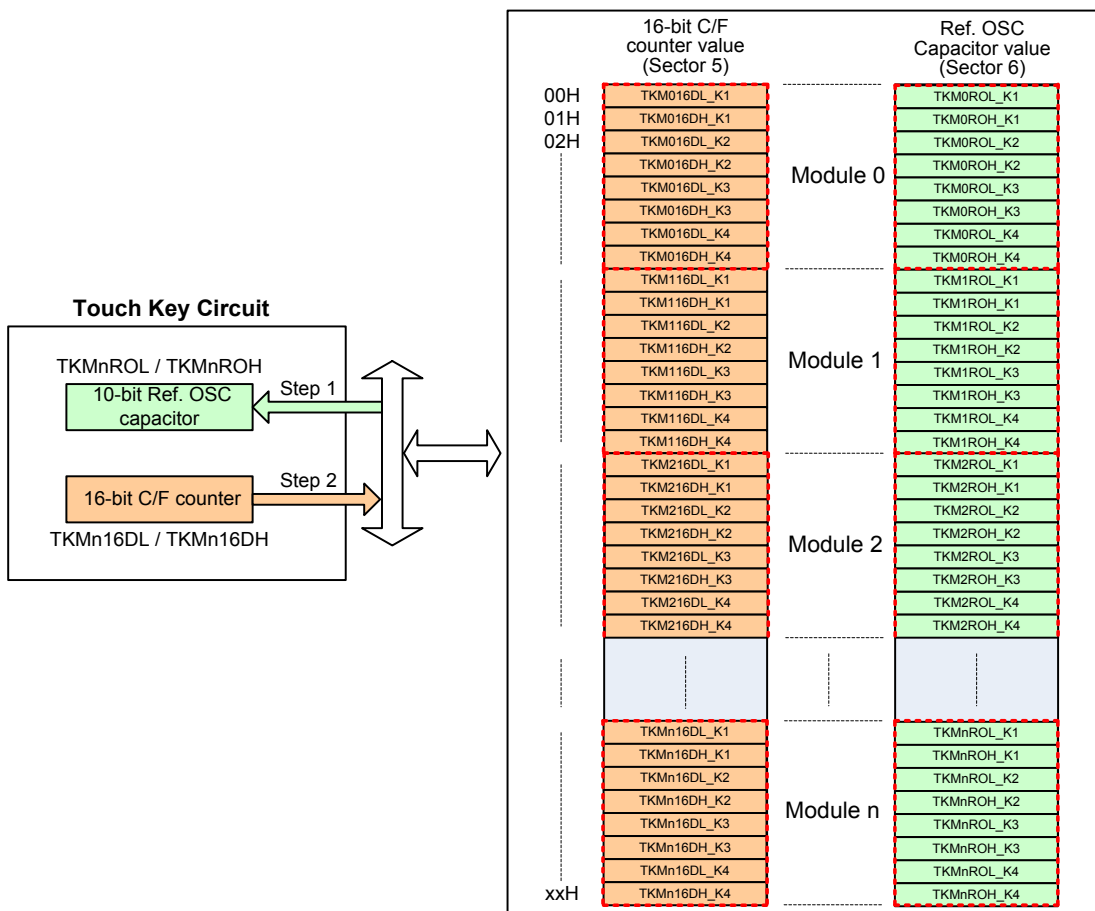 16-bit C/F
counter value
(Sector 5)
Ref. OSC
Capacitor value
(Sector 6)
00H
01H
02H
TKM016DL_K1
TKM016DH_K1
TKM016DL_K2
TKM016DH_K2
TKM016DL_K3
TKM016DH_K3
TKM016DL_K4
TKM016DH_K4
Module 0
TKM0ROL_K1
TKM0ROH_K1
TKM0ROL_K2
TKM0ROH_K2
TKM0ROL_K3
TKM0ROH_K3
TKM0ROL_K4
TKM0ROH_K4
TKM116DL_K1
TKM116DH_K1
TKM116DL_K2
TKM116DH_K2
TKM116DL_K3
TKM116DH_K3
TKM116DL_K4
TKM116DH_K4
Module 1
TKM1ROL_K1
TKM1ROH_K1
TKM1ROL_K2
TKM1ROH_K2
TKM1ROL_K3
TKM1ROH_K3
TKM1ROL_K4
TKM1ROH_K4
Touch Key Circuit
TKMnROL / TKMnROH
10-bit Ref. OSC
capacitor
Step 1
16-bit C/F counter
Step 2
TKMn16DL / TKMn16DH
TKM216DL_K1
TKM216DH_K1
TKM216DL_K2
TKM216DH_K2
TKM216DL_K3
TKM216DH_K3
TKM216DL_K4
TKM216DH_K4
Module 2
TKM2ROL_K1
TKM2ROH_K1
TKM2ROL_K2
TKM2ROH_K2
TKM2ROL_K3
TKM2ROH_K3
TKM2ROL_K4
TKM2ROH_K4
TKMn16DL_K1
TKMn16DH_K1
TKMn16DL_K2
TKMn16DH_K2
TKMn16DL_K3
TKMn16DH_K3
TKMn16DL_K4
TKMn16DH_K4
Module n
TKMnROL_K1
TKMnROH_K1
TKMnROL_K2
TKMnROH_K2
TKMnROL_K3
TKMnROH_K3
TKMnROL_K4
TKMnROH_K4
xxH